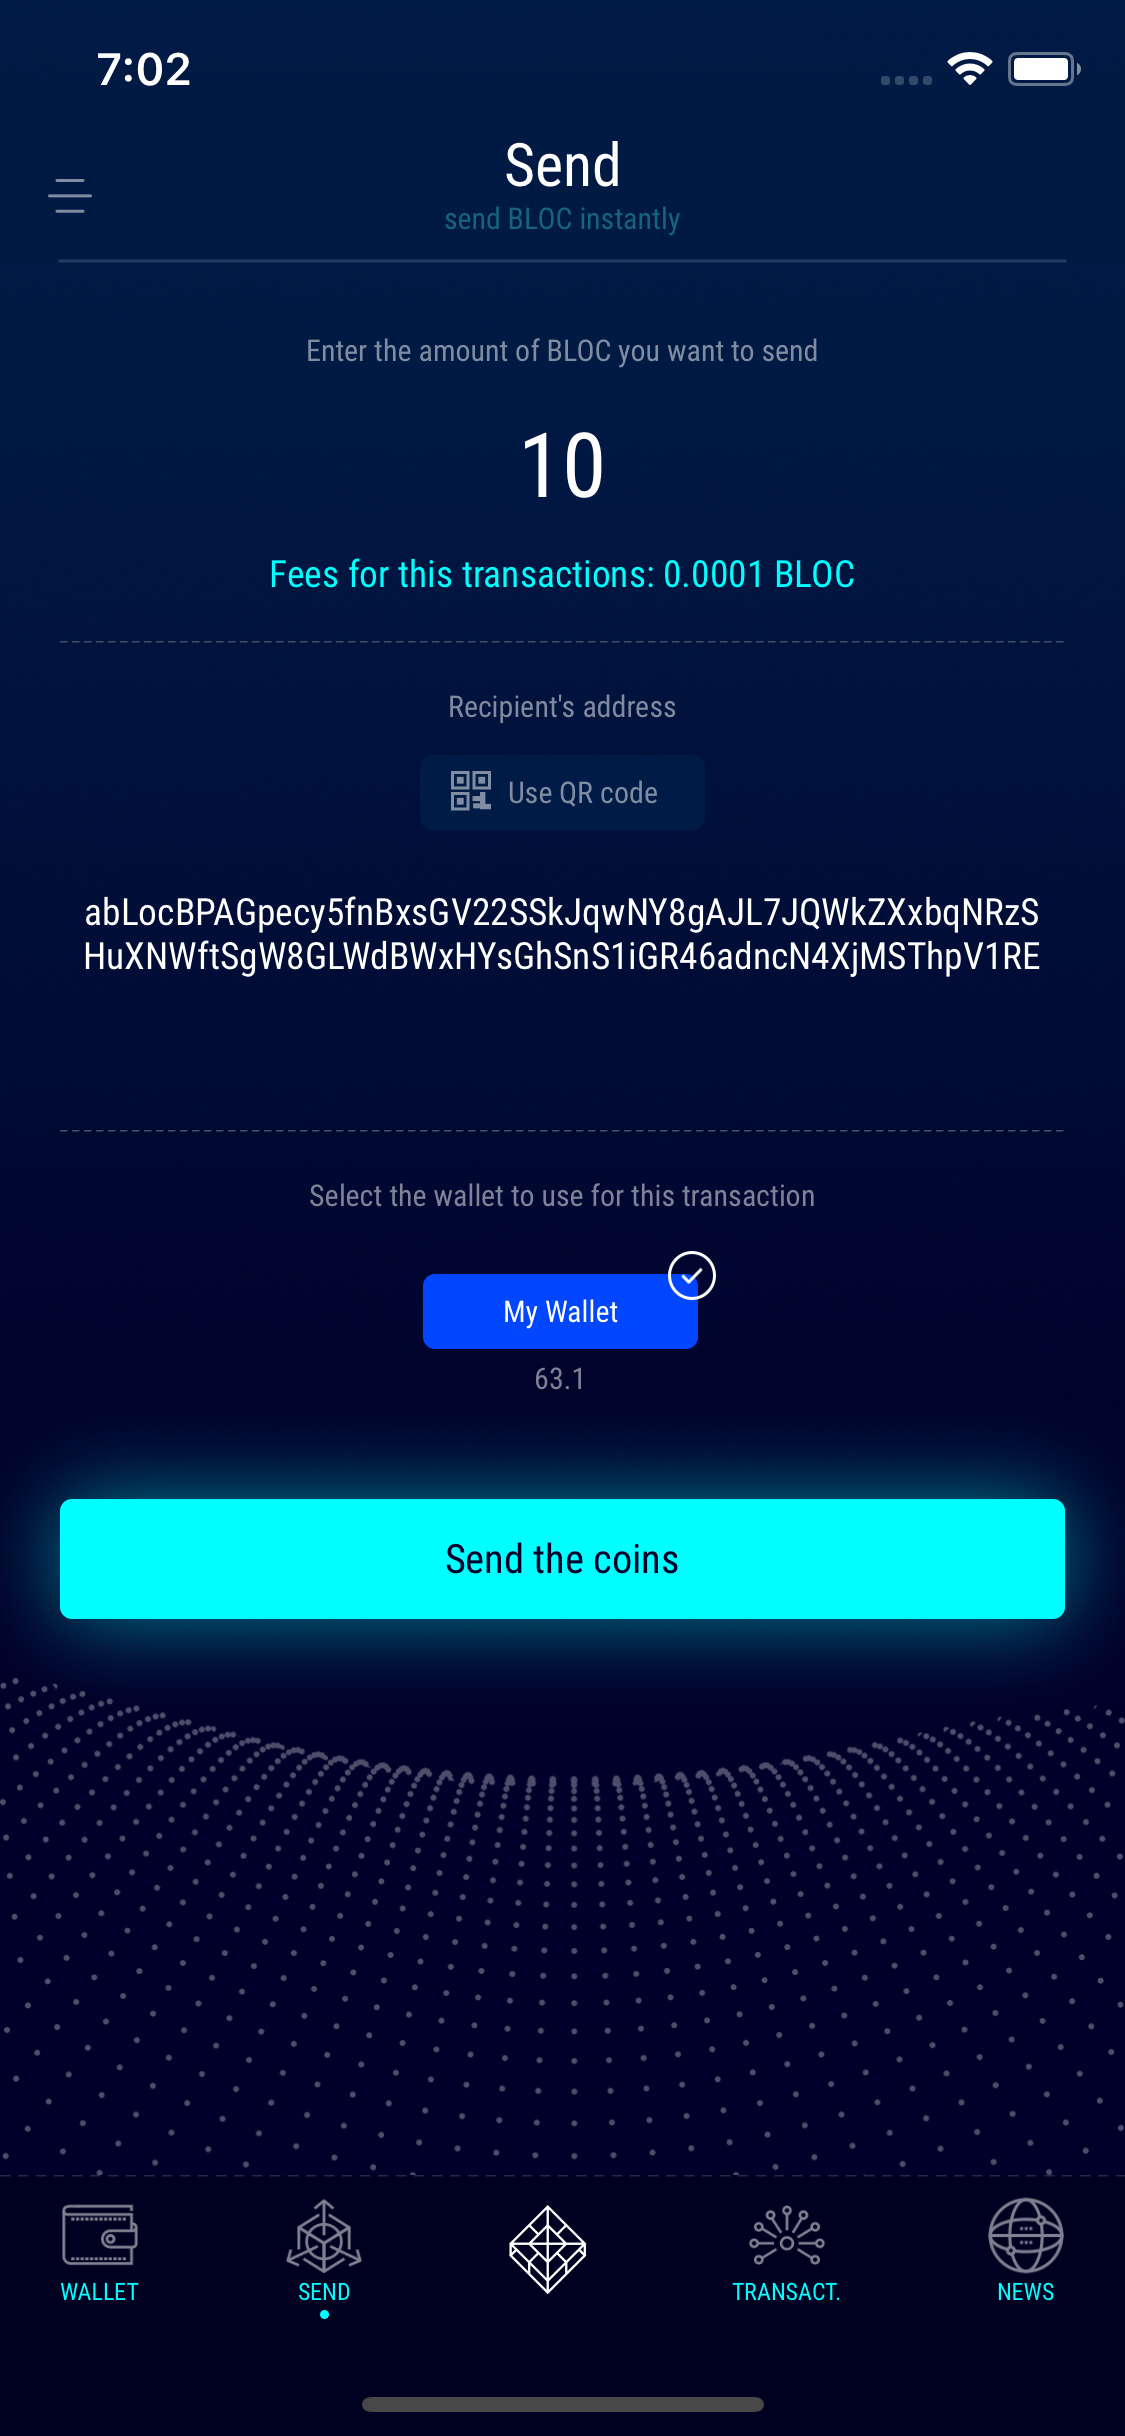 7:02
Send
send BLOC instantly
Enter the amount of BLOC you want to send
10
Fees for this transactions: 0.0001 BLOC
Recipient's address
Use QR code
abLocBPAGpecy5fnBxsGV22SSkJqwNY8gAJL7JQWkZXxbqNRzS
HuXNWftSgW8GLWdBWxHYsGhSnS1iGR46adncN4XjMSThpV1RE
Select the wallet to use for this transaction
My Wallet
63.1
Send the coins
WALLET
SEND
TRANSACT.
NEWS